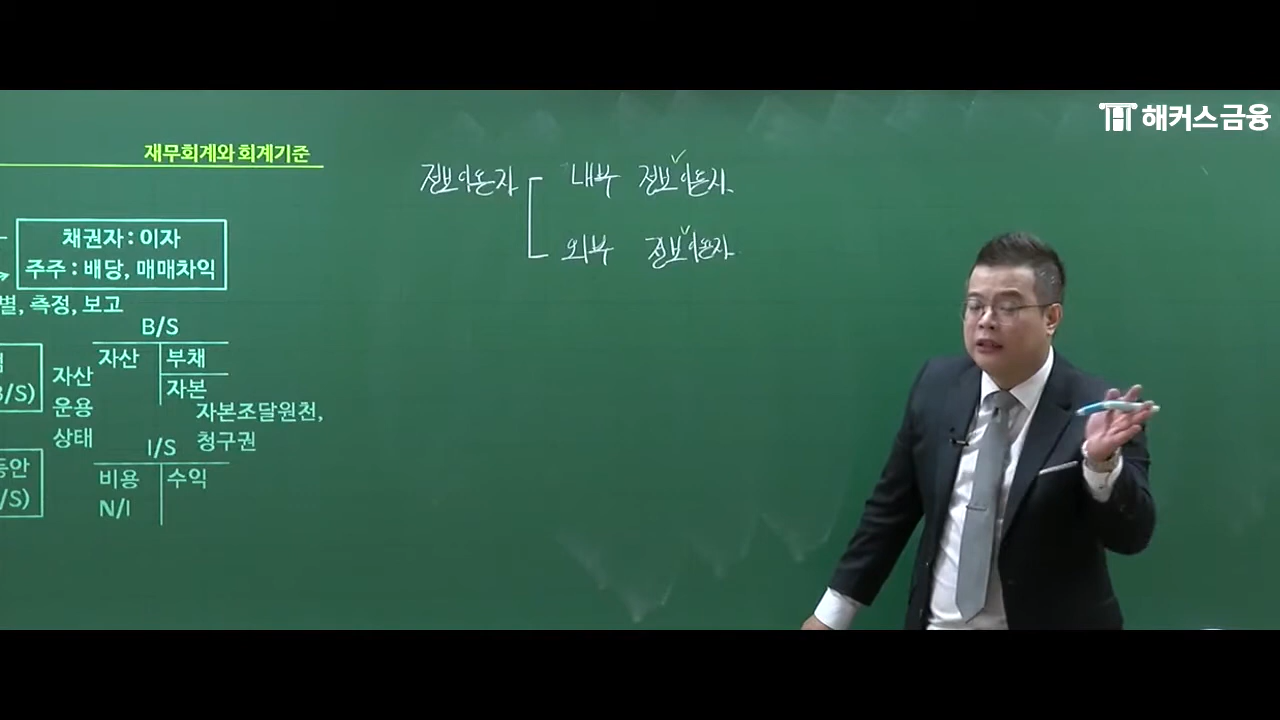 해커스금융
재무회계와 회계기준
정보이용자
내부 정보이용자
외부 정보이용자
채권자 : 이자
주주 : 배당, 매매차익
별, 측정, 보고
B/S
자산
부채
자본
B/S)
자산
운용
상태
자본조달원천,
청구권
I/S
비용
수익
N/I
동안
/S)